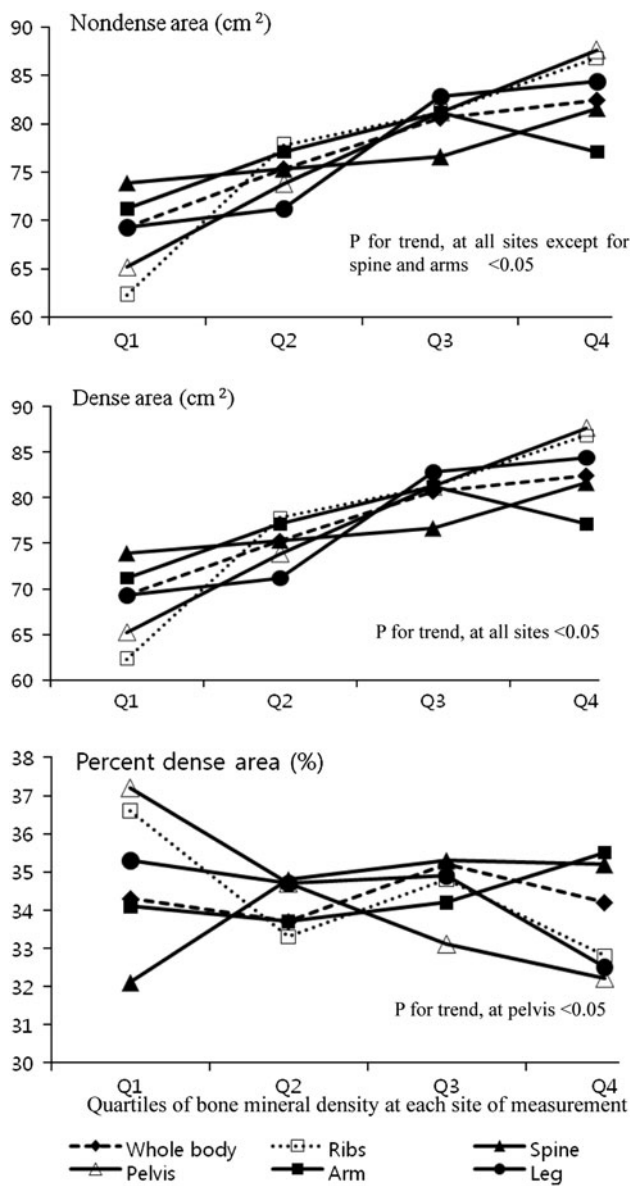 Nondense area (cm²)
90
85
80
75
70
65
60
P for trend, at all sites except for
spine and arms <0.05
Q1 Q2 Q3 Q4
Dense area (cm²)
90
85
80
75
70
65
60
P for trend, at all sites <0.05
Q1 Q2 Q3 Q4
Percent dense area (%)
38
37
36
35
34
33
32
31
30
P for trend, at pelvis <0.05
Q1 Q2 Q3 Q4
Quartiles of bone mineral density at each site of measurement
Whole body Ribs Spine
Pelvis Arm Leg